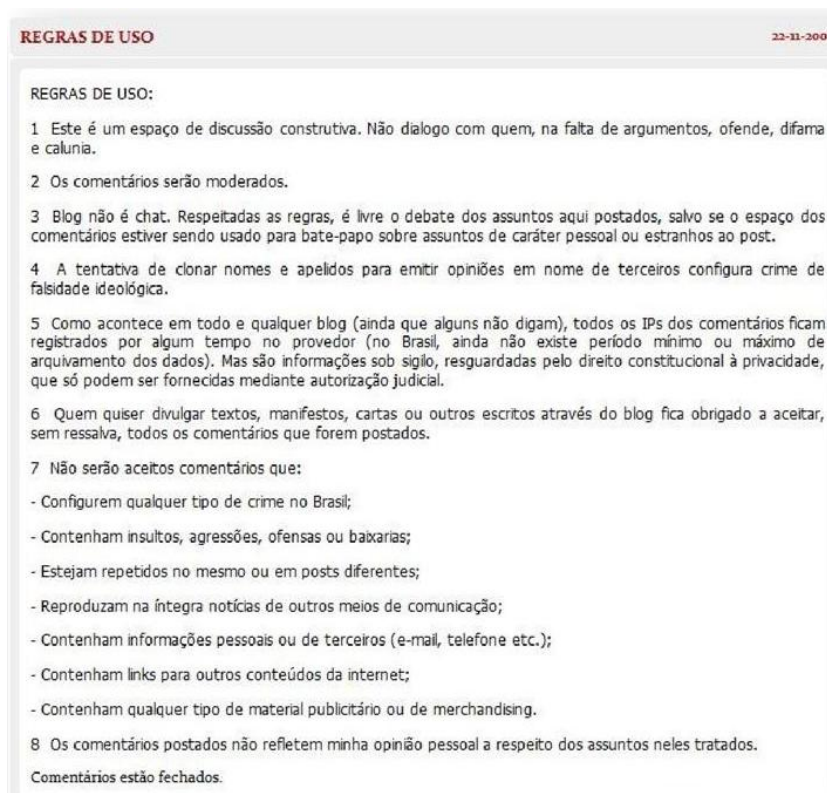 REGRAS DE USO
22-11-200
REGRAS DE USO:
1 Este é um espaço de discussão construtiva. Não dialogo com quem, na falta de argumentos, ofende, difama
e calunia.
2 Os comentários serão moderados.
3 Blog não é chat. Respeitadas as regras, é livre o debate dos assuntos aqui postados, salvo se o espaço dos
comentários estiver sendo usado para bate-papo sobre assuntos de caráter pessoal ou estranhos ao post.
4 A tentativa de clonar nomes e apelidos para emitir opiniões em nome de terceiros configura crime de
falsidade ideológica.
5 Como acontece em todo e qualquer blog (ainda que alguns não digam), todos os IPs dos comentários ficam
registrados por algum tempo no provedor (no Brasil, ainda não existe período mínimo ou máximo de
arquivamento dos dados). Mas são informações sob sigilo, resguardadas pelo direito constitucional à privacidade,
que só podem ser fornecidas mediante autorização judicial.
6 Quem quiser divulgar textos, manifestos, cartas ou outros escritos através do blog fica obrigado a aceitar,
sem ressalva, todos os comentários que forem postados.
7 Não serão aceitos comentários que:
- Configurem qualquer tipo de crime no Brasil;
- Contenham insultos, agressões, ofensas ou baixarias;
- Estejam repetidos no mesmo ou em posts diferentes;
- Reproduzam na íntegra notícias de outros meios de comunicação;
- Contenham informações pessoais ou de terceiros (e-mail, telefone etc.);
- Contenham links para outros conteúdos da internet;
- Contenham qualquer tipo de material publicitário ou de merchandising.
8 Os comentários postados não refletem minha opinião pessoal a respeito dos assuntos neles tratados.
Comentários estão fechados.